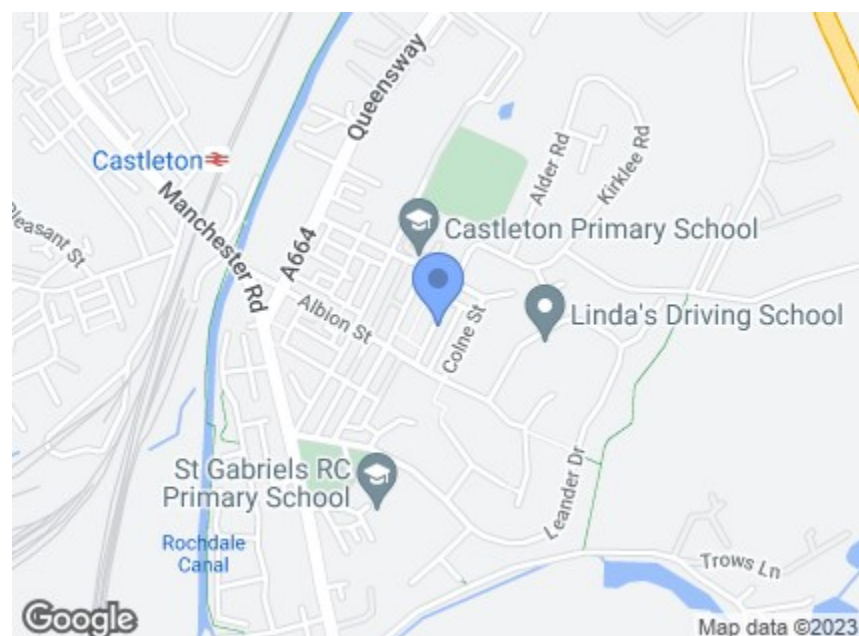 Queensway
Castleton
Alder Rd
Kirklee Rd
Pleasant St
Manchester Rd
A664
Castleton Primary School
Albion St
Colne St
Linda's Driving School
St Gabriels RC
Primary School
Leander Dr
Rochdale
Canal
Trows Ln
Google
Map data ©2023